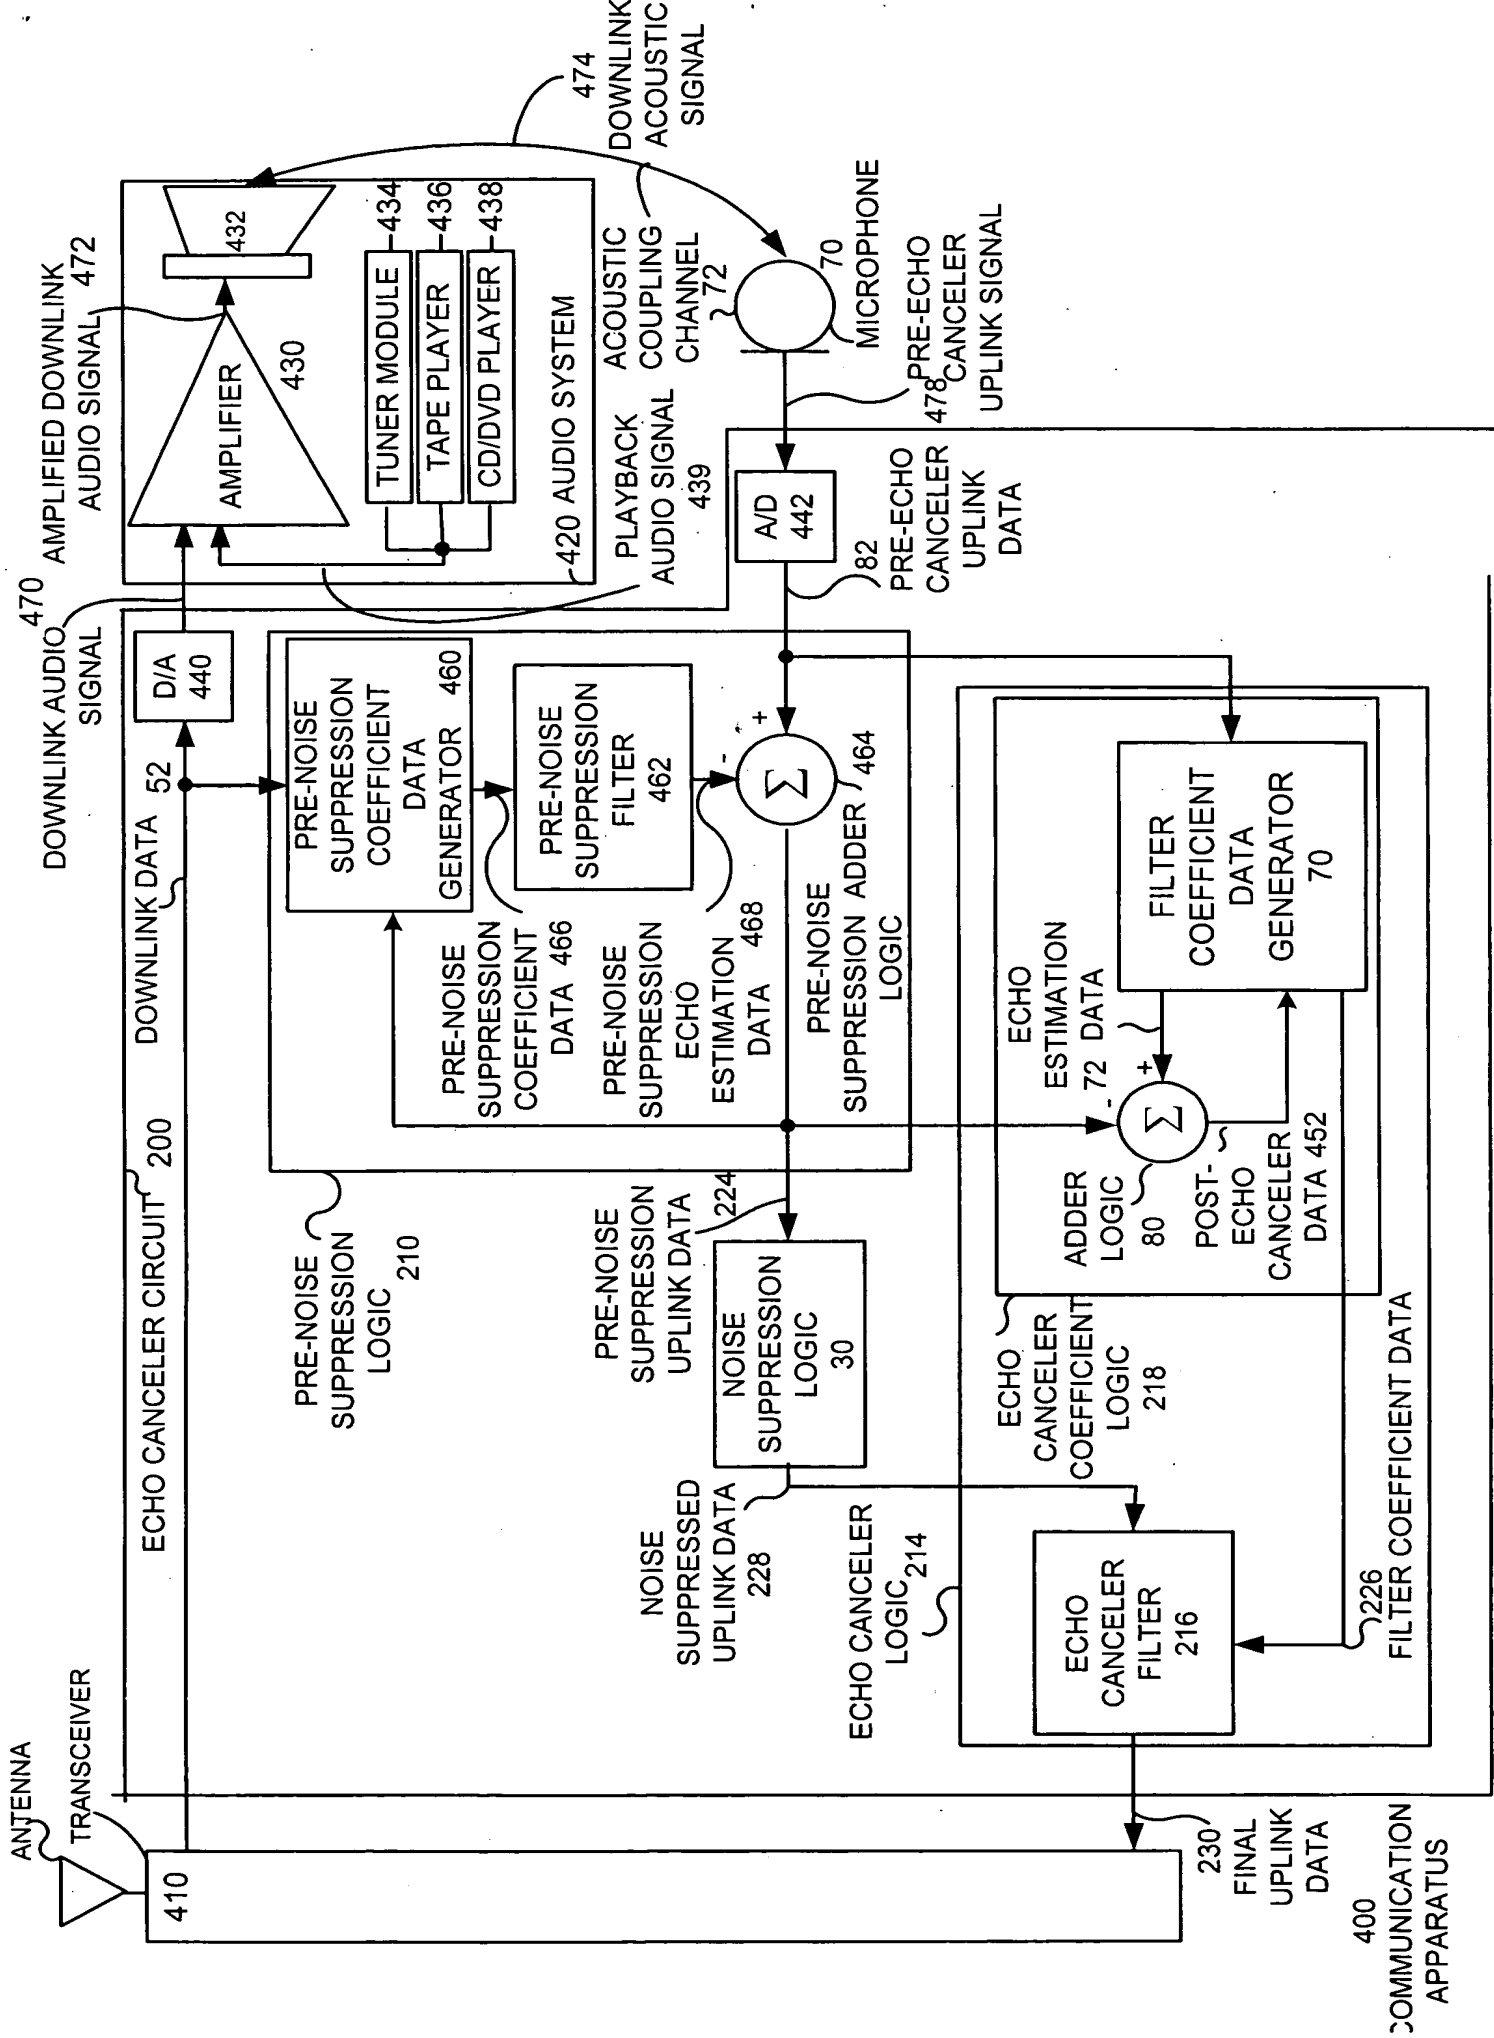 ANTENNA
TRANSCEIVER
410
ECHO CANCELER CIRCUIT 200
DOWNLINK DATA
52
D/A
440
DOWNLINK AUDIO
SIGNAL
470
AMPLIFIED DOWNLINK
AUDIO SIGNAL
472
AMPLIFIER
430
432
TUNER MODULE
434
TAPE PLAYER
436
CD/DVD PLAYER
438
420 AUDIO SYSTEM
PLAYBACK
AUDIO SIGNAL
439
474
DOWNLINK
ACOUSTIC
SIGNAL
ACOUSTIC
COUPLING
CHANNEL
72
70
MICROPHONE
PRE-ECHO
CANCELER
UPLINK SIGNAL
478
A/D
442
82
PRE-ECHO
CANCELER
UPLINK
DATA
PRE-NOISE
SUPPRESSION
LOGIC
210
PRE-NOISE
SUPPRESSION
COEFFICIENT
DATA
GENERATOR
460
PRE-NOISE
SUPPRESSION
FILTER
462
PRE-NOISE
SUPPRESSION
COEFFICIENT
DATA 466
PRE-NOISE
SUPPRESSION
ECHO
ESTIMATION
DATA
468
+
-
Σ
464
PRE-NOISE
SUPPRESSION ADDER
LOGIC
PRE-NOISE
SUPPRESSION
UPLINK DATA
224
NOISE
SUPPRESSION
LOGIC
30
NOISE
SUPPRESSED
UPLINK DATA
228
ECHO CANCELER
LOGIC
214
ECHO
CANCELER
FILTER
216
ECHO
CANCELER
COEFFICIENT
LOGIC
218
ADDER
LOGIC
80
-
+
Σ
ECHO
ESTIMATION
72 DATA
POST-
ECHO
CANCELER
DATA 452
FILTER
COEFFICIENT
DATA
GENERATOR
70
226
FILTER COEFFICIENT DATA
230
FINAL
UPLINK
DATA
400
COMMUNICATION
APPARATUS